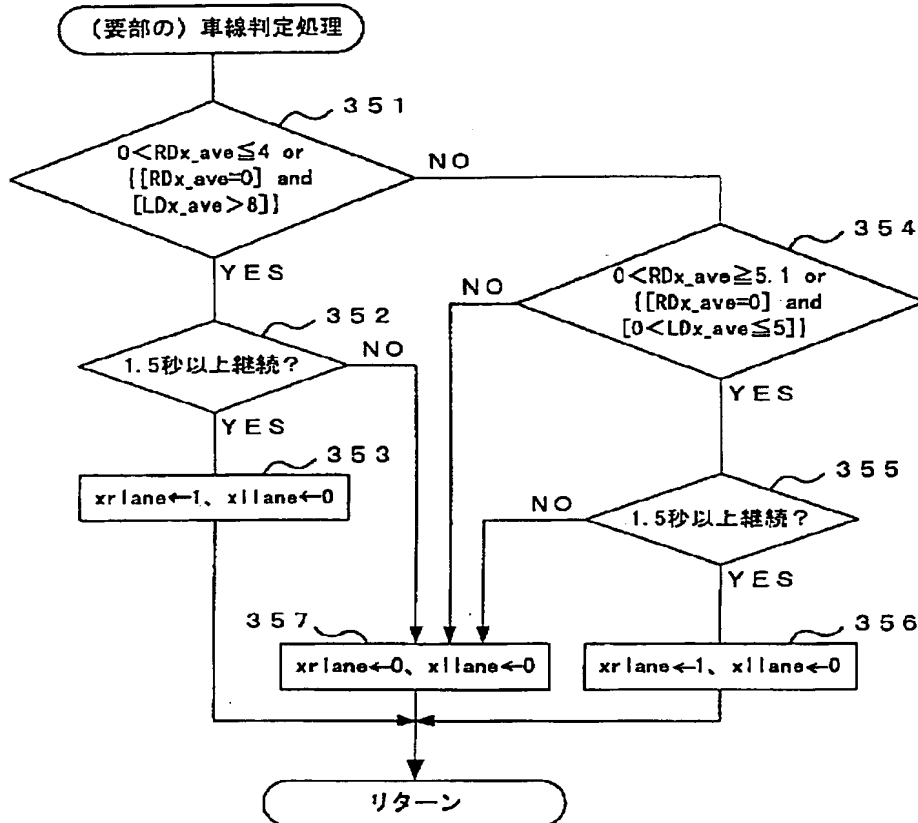 （要部の）車線判定処理
351
0<RDx_ave≦4 or
{[RDx_ave=0] and
[LDx_ave>8]}
NO
YES
354
0<RDx_ave≧5.1 or
{[RDx_ave=0] and
[0<LDx_ave≦5]}
NO
YES
352
1.5秒以上継続？
NO
YES
353
xrlane←1、xllane←0
355
1.5秒以上継続？
NO
YES
357
xrlane←0、xllane←0
356
xrlane←1、xllane←0
リターン